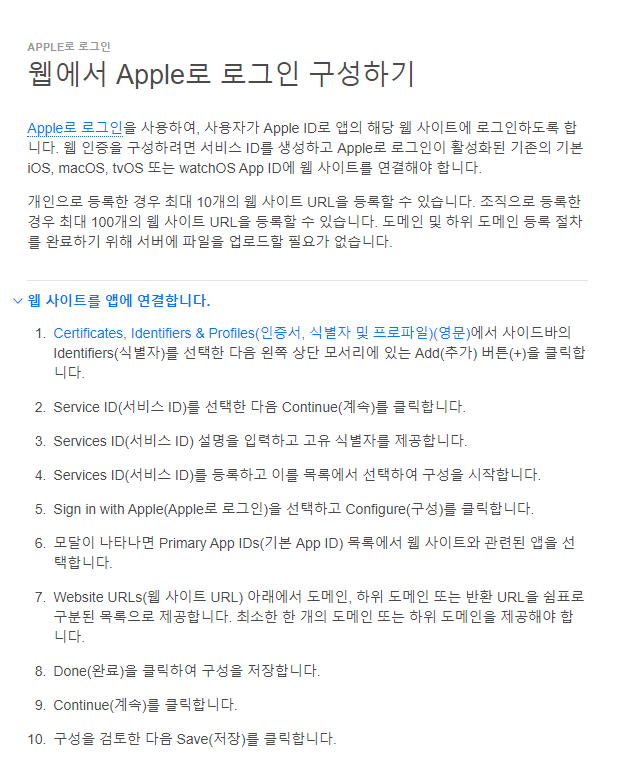 APPLE로 로그인
웹에서 Apple로 로그인 구성하기
Apple로 로그인을 사용하여, 사용자가 Apple ID로 앱의 해당 웹 사이트에 로그인하도록 합
니다. 웹 인증을 구성하려면 서비스 ID를 생성하고 Apple로 로그인이 활성화된 기존의 기본
iOS, macOS, tvOS 또는 watchOS App ID에 웹 사이트를 연결해야 합니다.
개인으로 등록한 경우 최대 10개의 웹 사이트 URL을 등록할 수 있습니다. 조직으로 등록한
경우 최대 100개의 웹 사이트 URL을 등록할 수 있습니다. 도메인 및 하위 도메인 등록 절차
를 완료하기 위해 서버에 파일을 업로드할 필요가 없습니다.
웹 사이트를 앱에 연결합니다.
1. Certificates, Identifiers & Profiles(인증서, 식별자 및 프로파일)(영문)에서 사이드바의
Identifiers(식별자)를 선택한 다음 왼쪽 상단 모서리에 있는 Add(추가) 버튼(+)을 클릭합
니다.
2. Service ID(서비스 ID)를 선택한 다음 Continue(계속)를 클릭합니다.
3. Services ID(서비스 ID) 설명을 입력하고 고유 식별자를 제공합니다.
4. Services ID(서비스 ID)를 등록하고 이를 목록에서 선택하여 구성을 시작합니다.
5. Sign in with Apple(Apple로 로그인)을 선택하고 Configure(구성)를 클릭합니다.
6. 모달이 나타나면 Primary App IDs(기본 App ID) 목록에서 웹 사이트와 관련된 앱을 선
택합니다.
7. Website URLs(웹 사이트 URL) 아래에서 도메인, 하위 도메인 또는 반환 URL을 쉼표로
구분된 목록으로 제공합니다. 최소한 한 개의 도메인 또는 하위 도메인을 제공해야 합
니다.
8. Done(완료)을 클릭하여 구성을 저장합니다.
9. Continue(계속)를 클릭합니다.
10. 구성을 검토한 다음 Save(저장)를 클릭합니다.